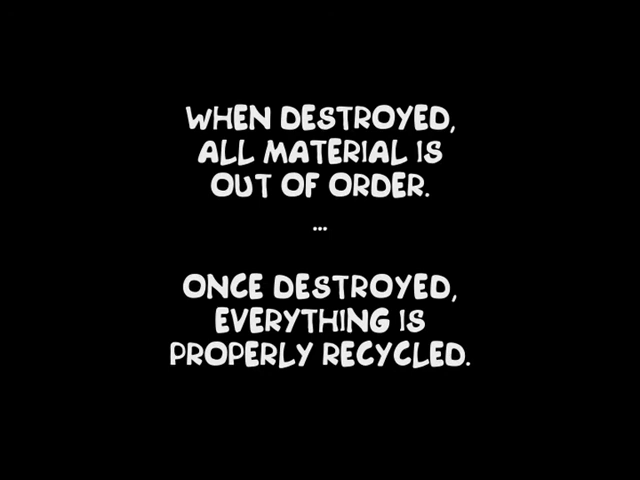 WHEN DESTROYED,
ALL MATERIAL IS
OUT OF ORDER.
...
ONCE DESTROYED,
EVERYTHING IS
PROPERLY RECYCLED.